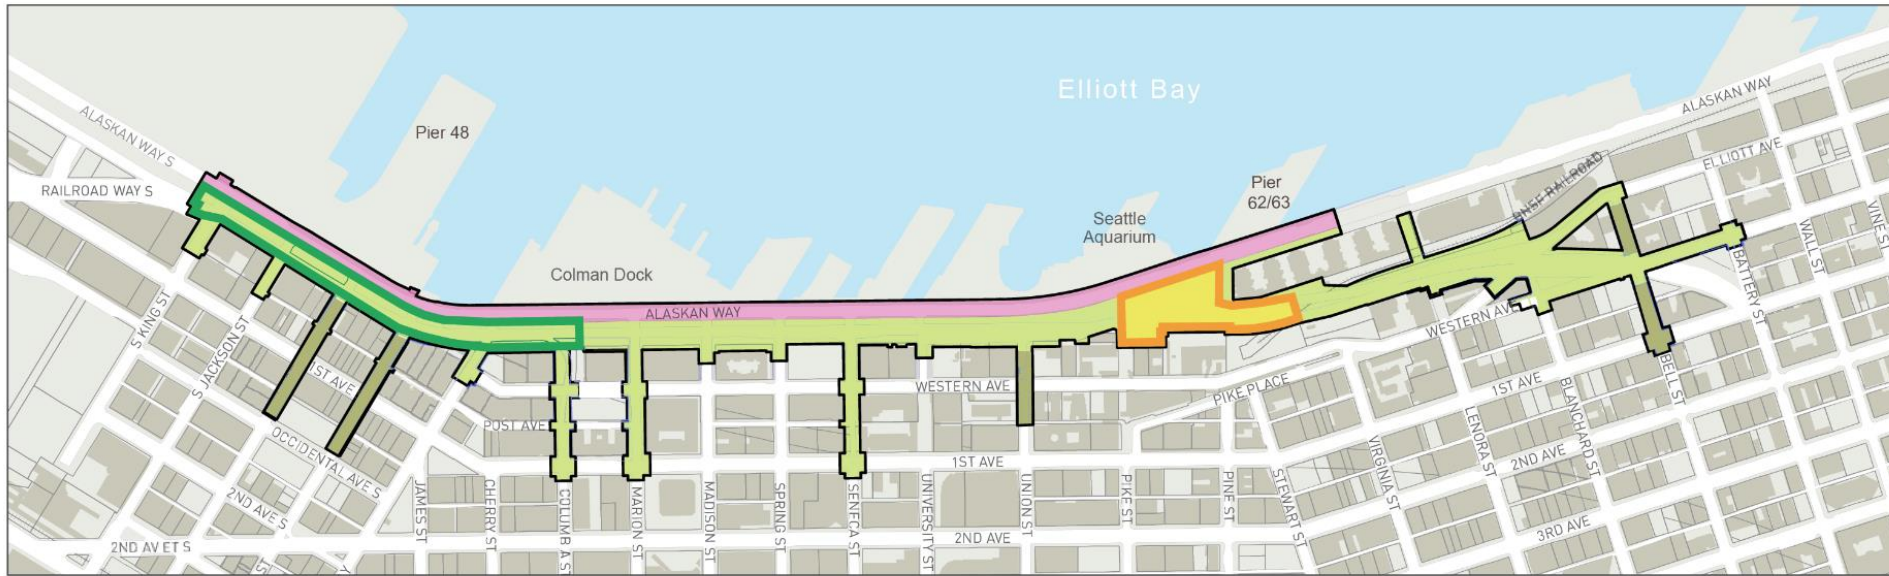 Elliott Bay
ALASKAN WAY
Pier 48
ALASKAN WAY S
ELLIOTT AVE
BNSF RAILROAD
RAILROAD WAY S
Pier
62/63
Seattle
Aquarium
VINE ST
WALL ST
BATTERY ST
Colman Dock
ALASKAN WAY
S KING ST
S JACKSON ST
WESTERN AVE
1ST AVE
WESTERN AVE
PIKE PLACE
1ST AVE
BELL ST
BLANCHARD ST
LENORA ST
VIRGINIA ST
POST AVE
OCCIDENTAL AVE S
1ST AVE
2ND AVE
2ND AVE S
JAMES ST
CHERRY ST
COLUMBIA ST
MARION ST
MADISON ST
SPRING ST
SENECA ST
UNIVERSITY ST
UNION ST
PIKE ST
PINE ST
STEWART ST
3RD AVE
2ND AV ET S
2ND AVE
Y